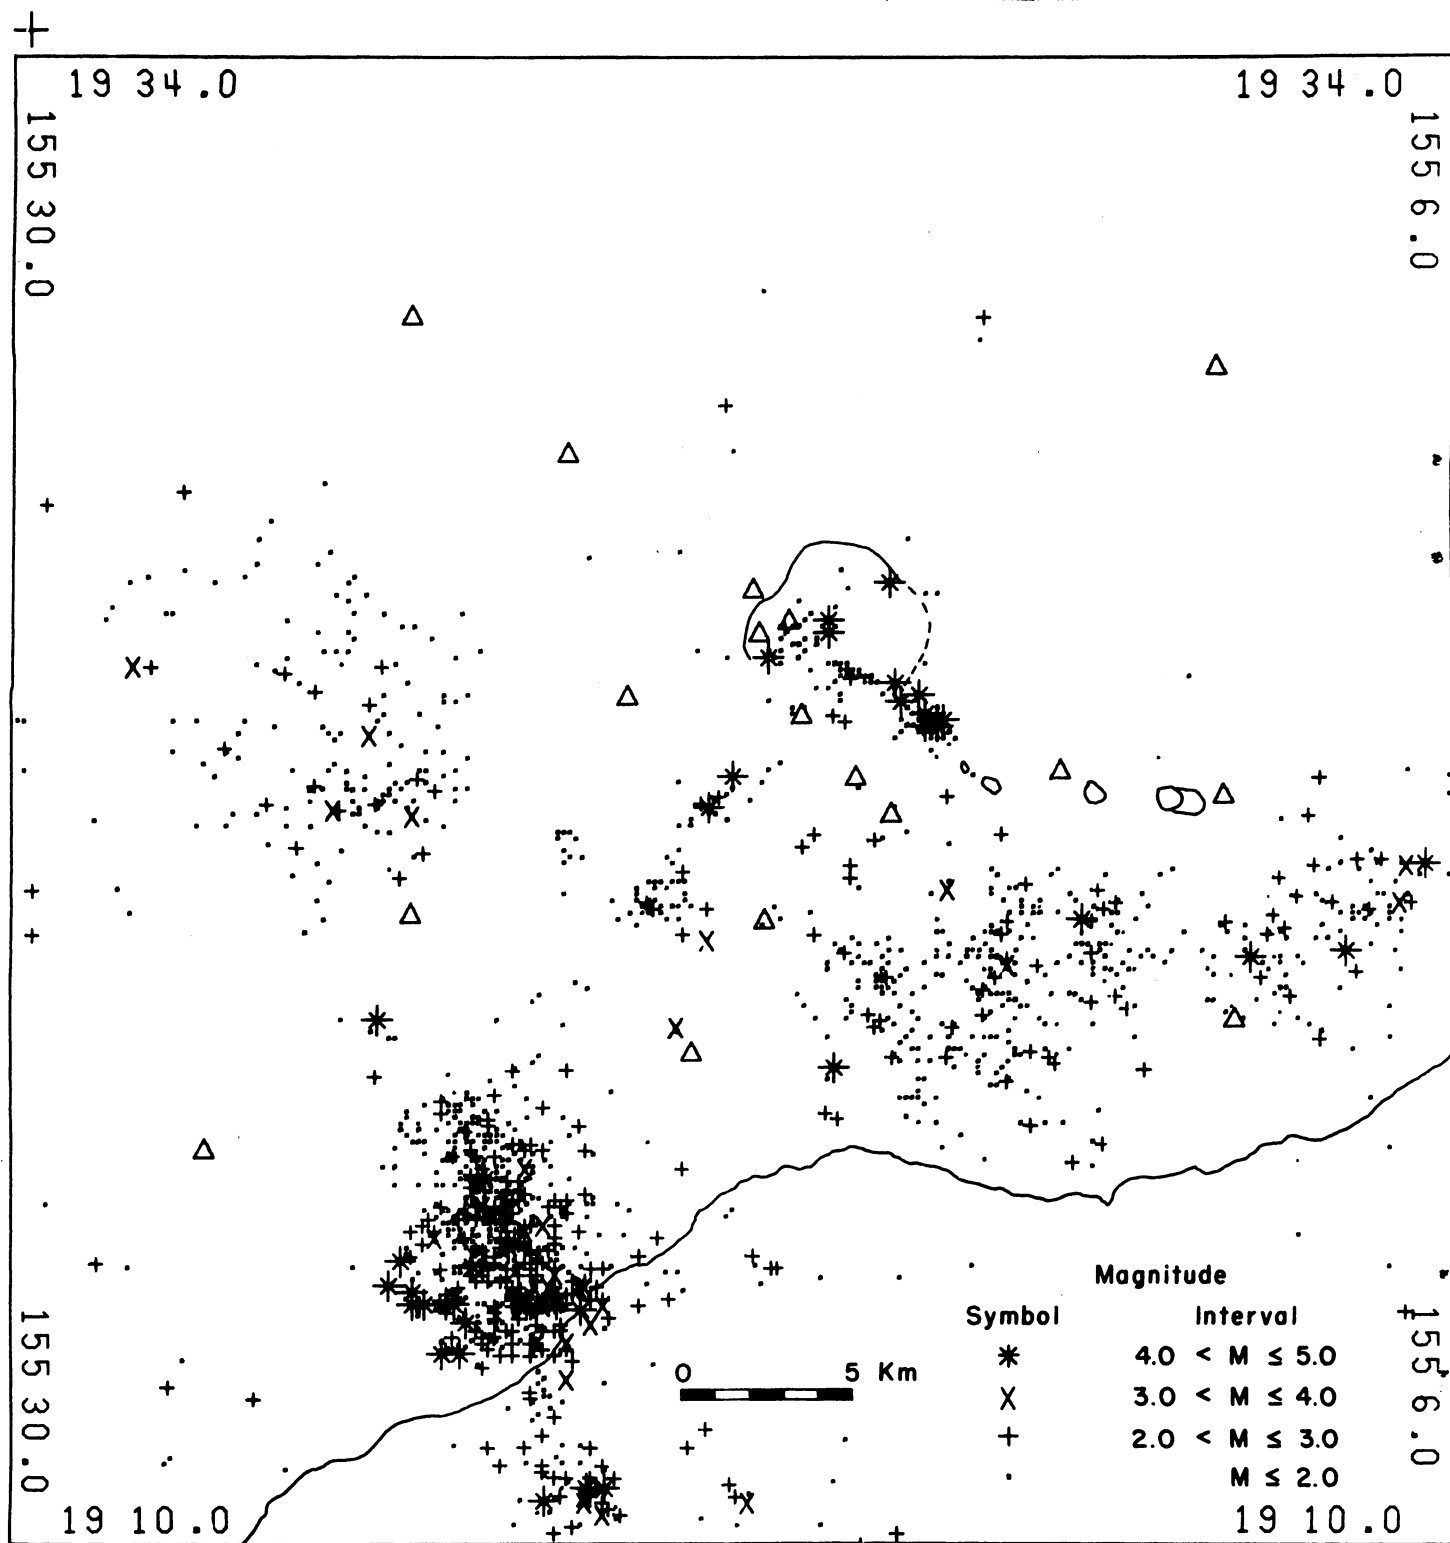 19 34.0
19 34.0
155 30.0
155 6.0
Magnitude
Symbol Interval
4.0 < M ≤ 5.0
3.0 < M ≤ 4.0
2.0 < M ≤ 3.0
M ≤ 2.0
0 5 Km
155 30.0
155 6.0
19 10.0
19 10.0